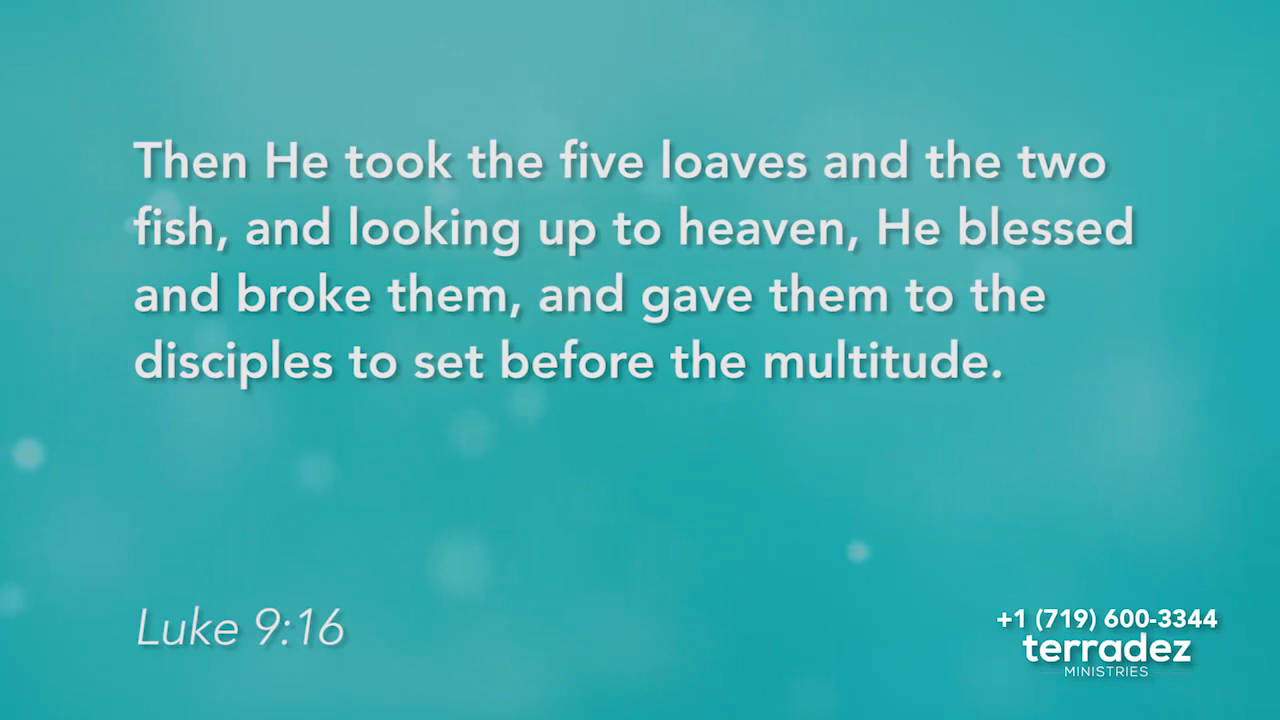 Then He took the five loaves and the two
fish, and looking up to heaven, He blessed
and broke them, and gave them to the
disciples to set before the multitude.
Luke 9:16
+1 (719) 600-3344
terradez
MINISTRIES